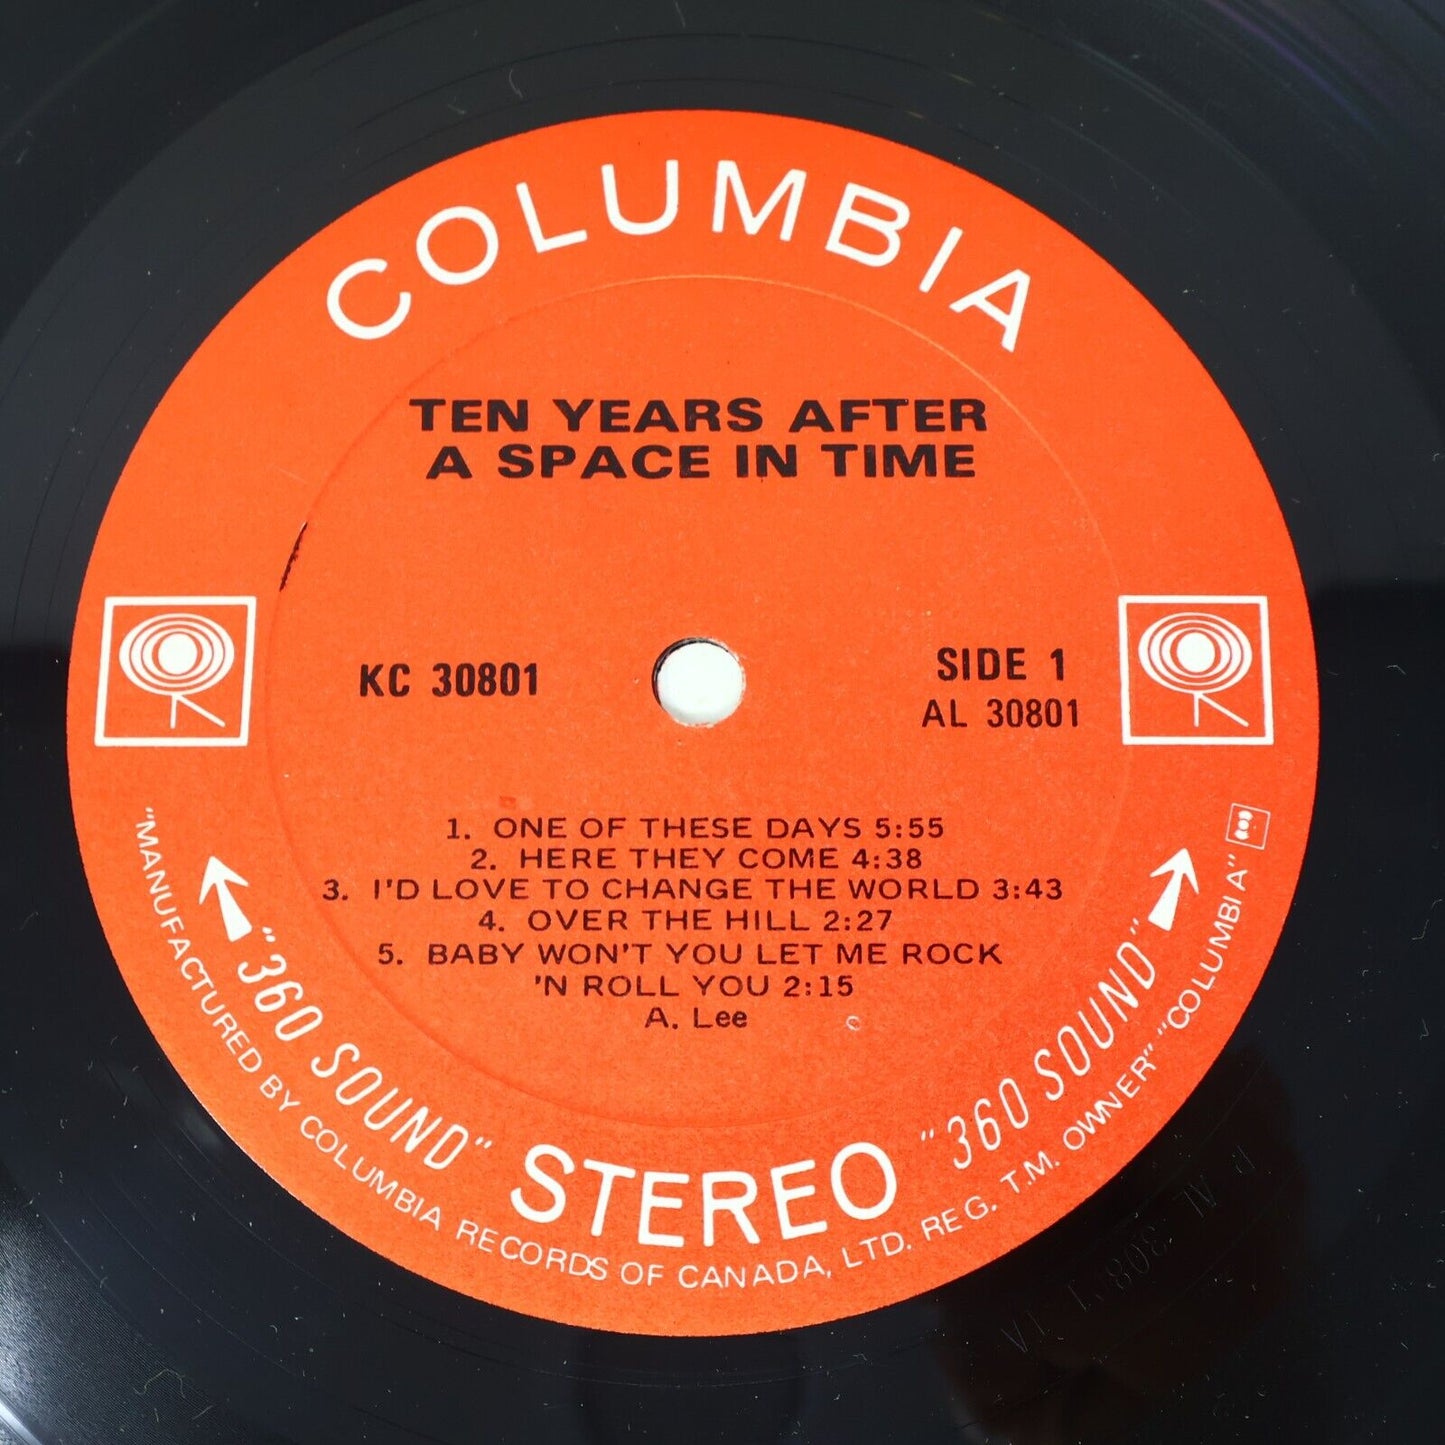 COLUMBIA
TEN YEARS AFTER
A SPACE IN TIME
KC 30801
SIDE 1
AL 30801
1. ONE OF THESE DAYS 5:55
2. HERE THEY COME 4:38
3. I'D LOVE TO CHANGE THE WORLD 3:43
4. OVER THE HILL 2:27
5. BABY WON'T YOU LET ME ROCK
'N ROLL YOU 2:15
A. Lee
"360 SOUND" STEREO "360 SOUND"
"MANUFACTURED BY COLUMBIA RECORDS OF CANADA, LTD. REG. T.M. OWNER" "COLUMBIA"
AL